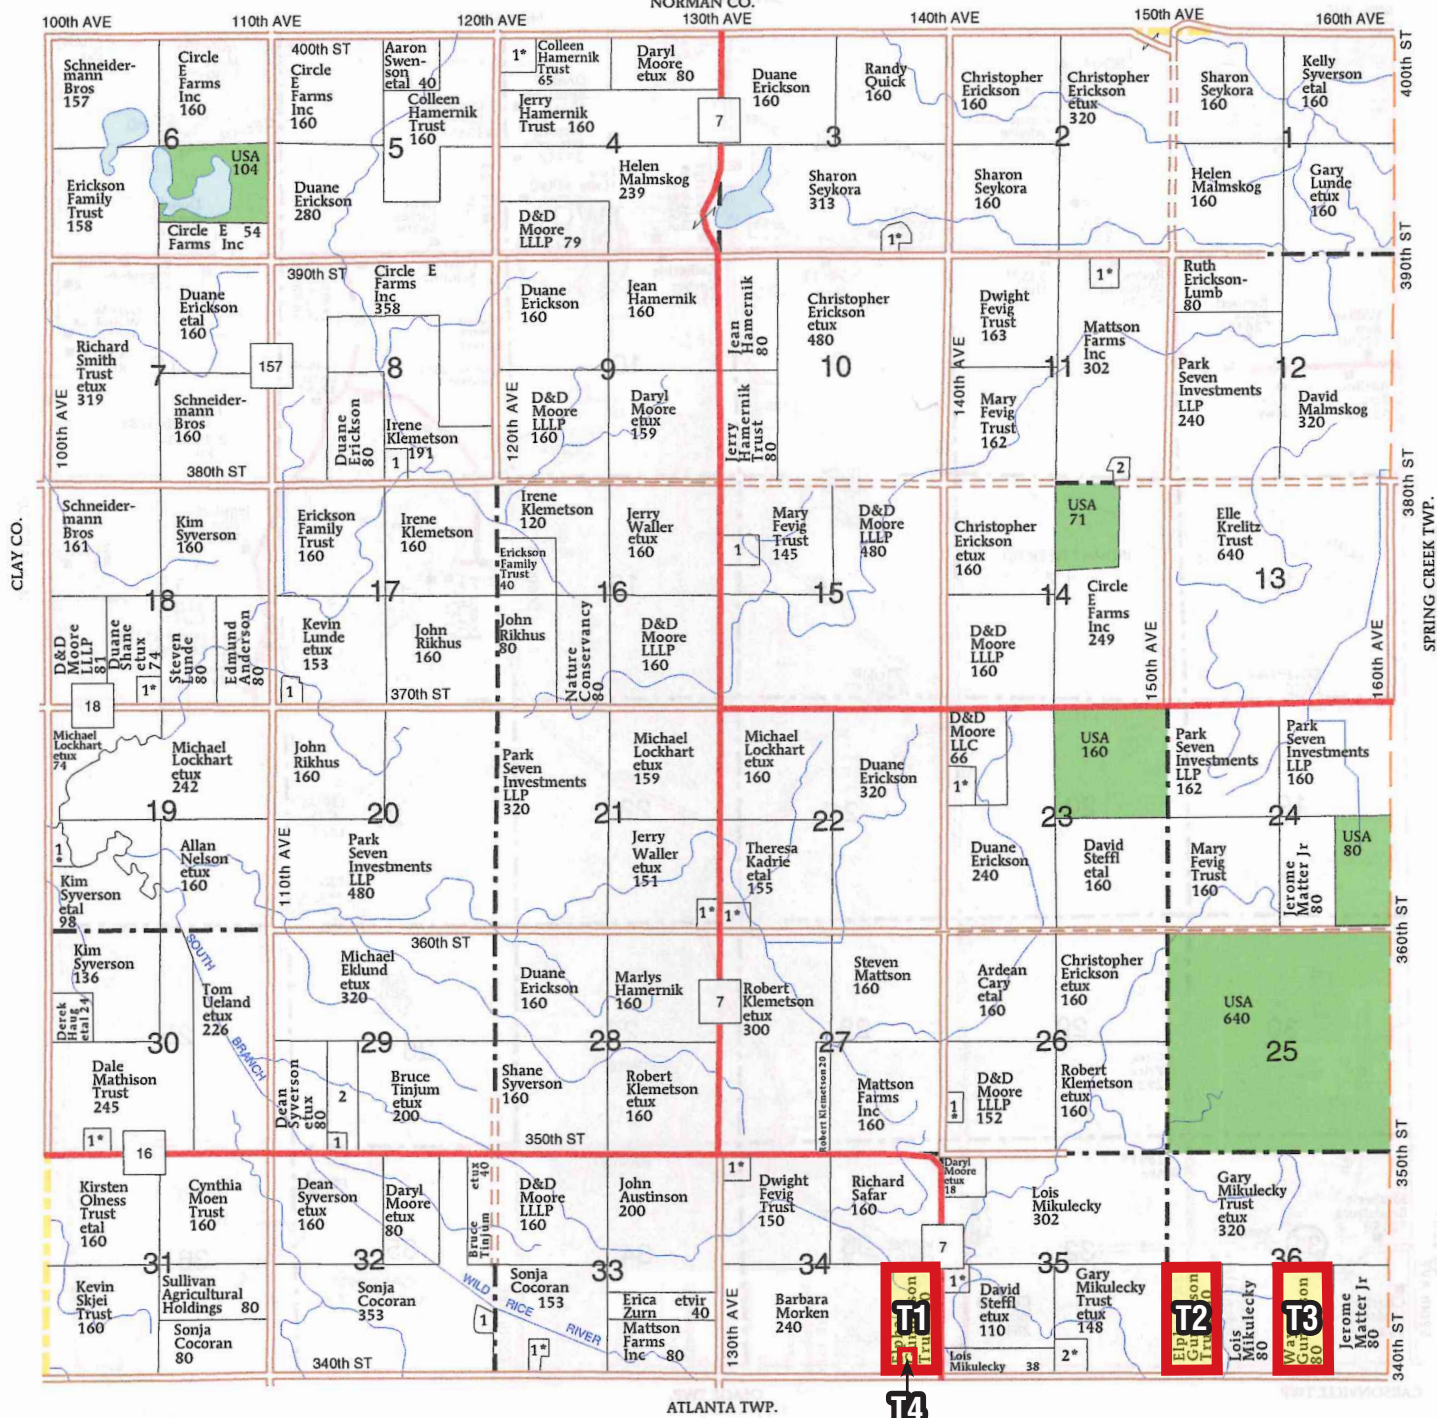 NORMAN CO.
100th AVE
110th AVE
120th AVE
130th AVE
140th AVE
150th AVE
160th AVE
400th ST
Schneider-
mann
Bros
157
Circle
E
Farms
Inc
160
6
USA
104
Erickson
Family
Trust
158
Circle E 54
Farms Inc
400th ST
Circle
E
Farms
Inc
160
Aaron
Swen-
son
etal 40
Colleen
Hamernik
Trust
160
5
Duane
Erickson
280
1*
Colleen
Hamernik
Trust
65
Daryl
Moore
etux 80
Jerry
Hamernik
Trust 160
4
Helen
Malmskog
239
D&D
Moore
LLLP 79
7
Duane
Erickson
160
Randy
Quick
160
3
Sharon
Seykora
313
1*
Christopher
Erickson
160
Christopher
Erickson
etux
320
2
Sharon
Seykora
160
Sharon
Seykora
160
Kelly
Syverson
etal
160
1
Helen
Malmskog
160
Gary
Lunde
etux
160
390th ST
Duane
Erickson
etal
160
Richard
Smith
Trust
etux
319
7
Schneider-
mann
Bros
160
100th AVE
380th ST
157
390th ST
Circle E
Farms
Inc
358
8
Duane
Erickson
80
Irene
Klemetson
191
1
Duane
Erickson
160
Jean
Hamernik
160
9
D&D
Moore
LLLP
160
Daryl
Moore
etux
159
120th AVE
Jean
Hamernik
80
Christopher
Erickson
etux
480
10
Jerry
Hamernik
Trust
80
Dwight
Fevig
Trust
163
1*
Mattson
Farms
Inc
302
11
140th AVE
Mary
Fevig
Trust
162
2
Ruth
Erickson-
Lumb
80
12
Park
Seven
Investments
LLP
240
David
Malmskog
320
380th ST
CLAY CO.
SPRING CREEK TWP.
Schneider-
mann
Bros
161
Kim
Syverson
160
18
D&D
Moore
LLLP
81
Duane
Shane
etux
74
1*
Steven
Lunde
80
Edmund
Anderson
80
18
Erickson
Family
Trust
160
Irene
Klemetson
160
17
Kevin
Lunde
etux
153
1
John
Rikhus
160
370th ST
Irene
Klemetson
120
Erickson
Family
Trust
40
Jerry
Waller
etux
160
16
John
Rikhus
80
Nature
Conservancy
80
D&D
Moore
LLLP
160
1
Mary
Fevig
Trust
145
D&D
Moore
LLLP
480
15
USA
71
Christopher
Erickson
etux
160
14
Circle
E
Farms
Inc
249
D&D
Moore
LLLP
160
150th AVE
Elle
Krelitz
Trust
640
13
160th AVE
Michael
Lockhart
etux
74
Michael
Lockhart
etux
242
19
1
*
Allan
Nelson
etux
160
Kim
Syverson
etal
98
John
Rikhus
160
20
Park
Seven
Investments
LLP
480
110th AVE
Park
Seven
Investments
LLP
320
Michael
Lockhart
etux
159
21
Jerry
Waller
etux
151
1*
Michael
Lockhart
etux
160
Duane
Erickson
320
22
Theresa
Kadrie
etal
155
1*
D&D
Moore
LLC
66
1*
USA
160
23
Duane
Erickson
240
David
Steffl
etal
160
Park
Seven
Investments
LLP
162
Park
Seven
Investments
LLP
160
24
Mary
Fevig
Trust
160
Jerome
Matter Jr
80
USA
80
360th ST
Kim
Syverson
136
SOUTH
BRANCH
Derek
Haug
etal 24
Tom
Ueland
etux
226
30
Dale
Mathison
Trust
245
1*
16
360th ST
Michael
Eklund
etux
320
29
Dean
Syverson
etux
80
2
1
Bruce
Tinjum
etux
200
Duane
Erickson
160
Marlys
Hamernik
160
28
Shane
Syverson
160
Robert
Klemetson
etux
160
350th ST
7
Robert
Klemetson
etux
300
Steven
Mattson
160
27
Robert Klemetson 20
Mattson
Farms
Inc
160
Ardean
Cary
etal
160
Christopher
Erickson
etux
160
26
1
*
D&D
Moore
LLLP
152
Robert
Klemetson
etux
160
USA
640
25
350th ST
Kirsten
Olness
Trust
etal
160
Cynthia
Moen
Trust
160
31
Kevin
Skjei
Trust
160
Sullivan
Agricultural
Holdings 80
Sonja
Cocoran
80
Dean
Syverson
etux
160
Daryl
Moore
etux
80
Bruce
Tinjum
etux
40
32
Sonja
Cocoran
353
340th ST
1
WILD RICE RIVER
D&D
Moore
LLLP
160
John
Austinson
200
33
Sonja
Cocoran
153
1*
Erica etvir
Zurn 40
Mattson
Farms
Inc 80
1*
Dwight
Fevig
Trust
150
Richard
Safar
160
34
Barbara
Morken
240
130th AVE
T1
T4
Daryl
Moore
etux
18
7
Lois
Mikulecky
302
35
1*
David
Steffl
etux
110
Gary
Mikulecky
Trust
etux
148
Lois
Mikulecky 38
2*
Gary
Mikulecky
Trust
etux
320
36
T2
Lois
Mikulecky
80
T3
80
Jerome
Matter Jr
80
340th ST
ATLANTA TWP.